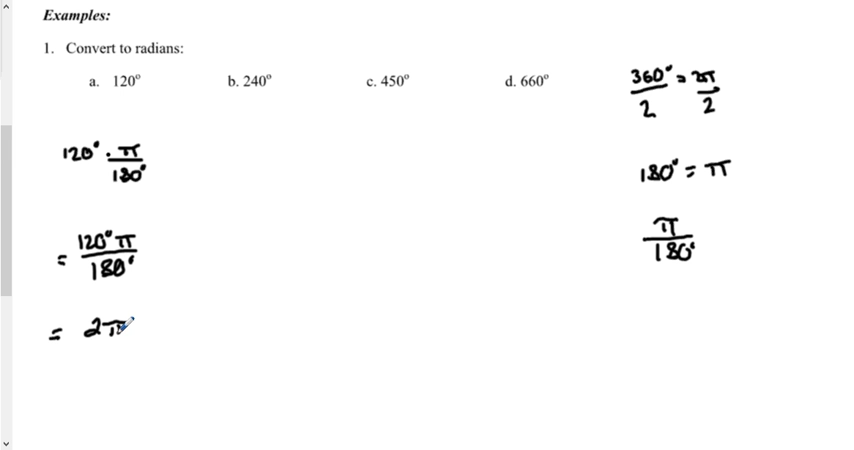 Examples:
1. Convert to radians:
a. 120° b. 240° c. 450° d. 660°
360°/2 = 2π/2
120° · π/180°
180° = π
π/180°
= 120°π/180°
= 2π